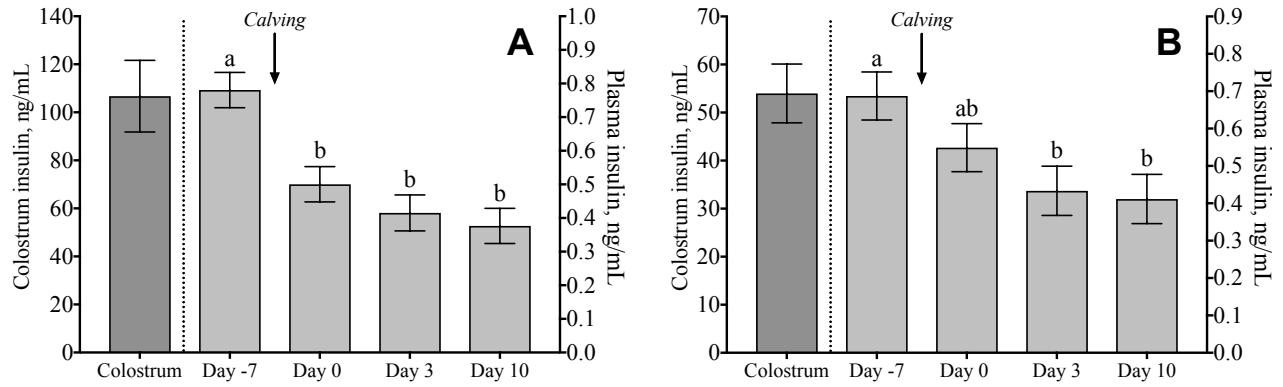 A
Calving
Colostrum insulin, ng/mL
Plasma insulin, ng/mL
140
120
100
80
60
40
20
0
1.0
0.9
0.8
0.7
0.6
0.5
0.4
0.3
0.2
0.1
0.0
a
b
b
b
Colostrum Day -7 Day 0 Day 3 Day 10
B
Calving
Colostrum insulin, ng/mL
Plasma insulin, ng/mL
70
60
50
40
30
20
10
0
0.9
0.8
0.7
0.6
0.5
0.4
0.3
0.2
0.1
0.0
a
ab
b
b
Colostrum Day -7 Day 0 Day 3 Day 10